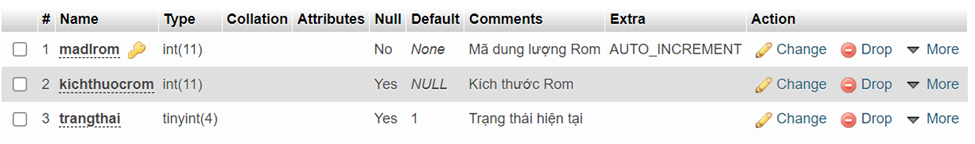 # Name Type Collation Attributes Null Default Comments Extra Action
1 madlrom int(11) No None Mã dung lượng Rom AUTO_INCREMENT Change Drop More
2 kichthuocrom int(11) Yes NULL Kích thước Rom Change Drop More
3 trangthai tinyint(4) Yes 1 Trạng thái hiện tại Change Drop More